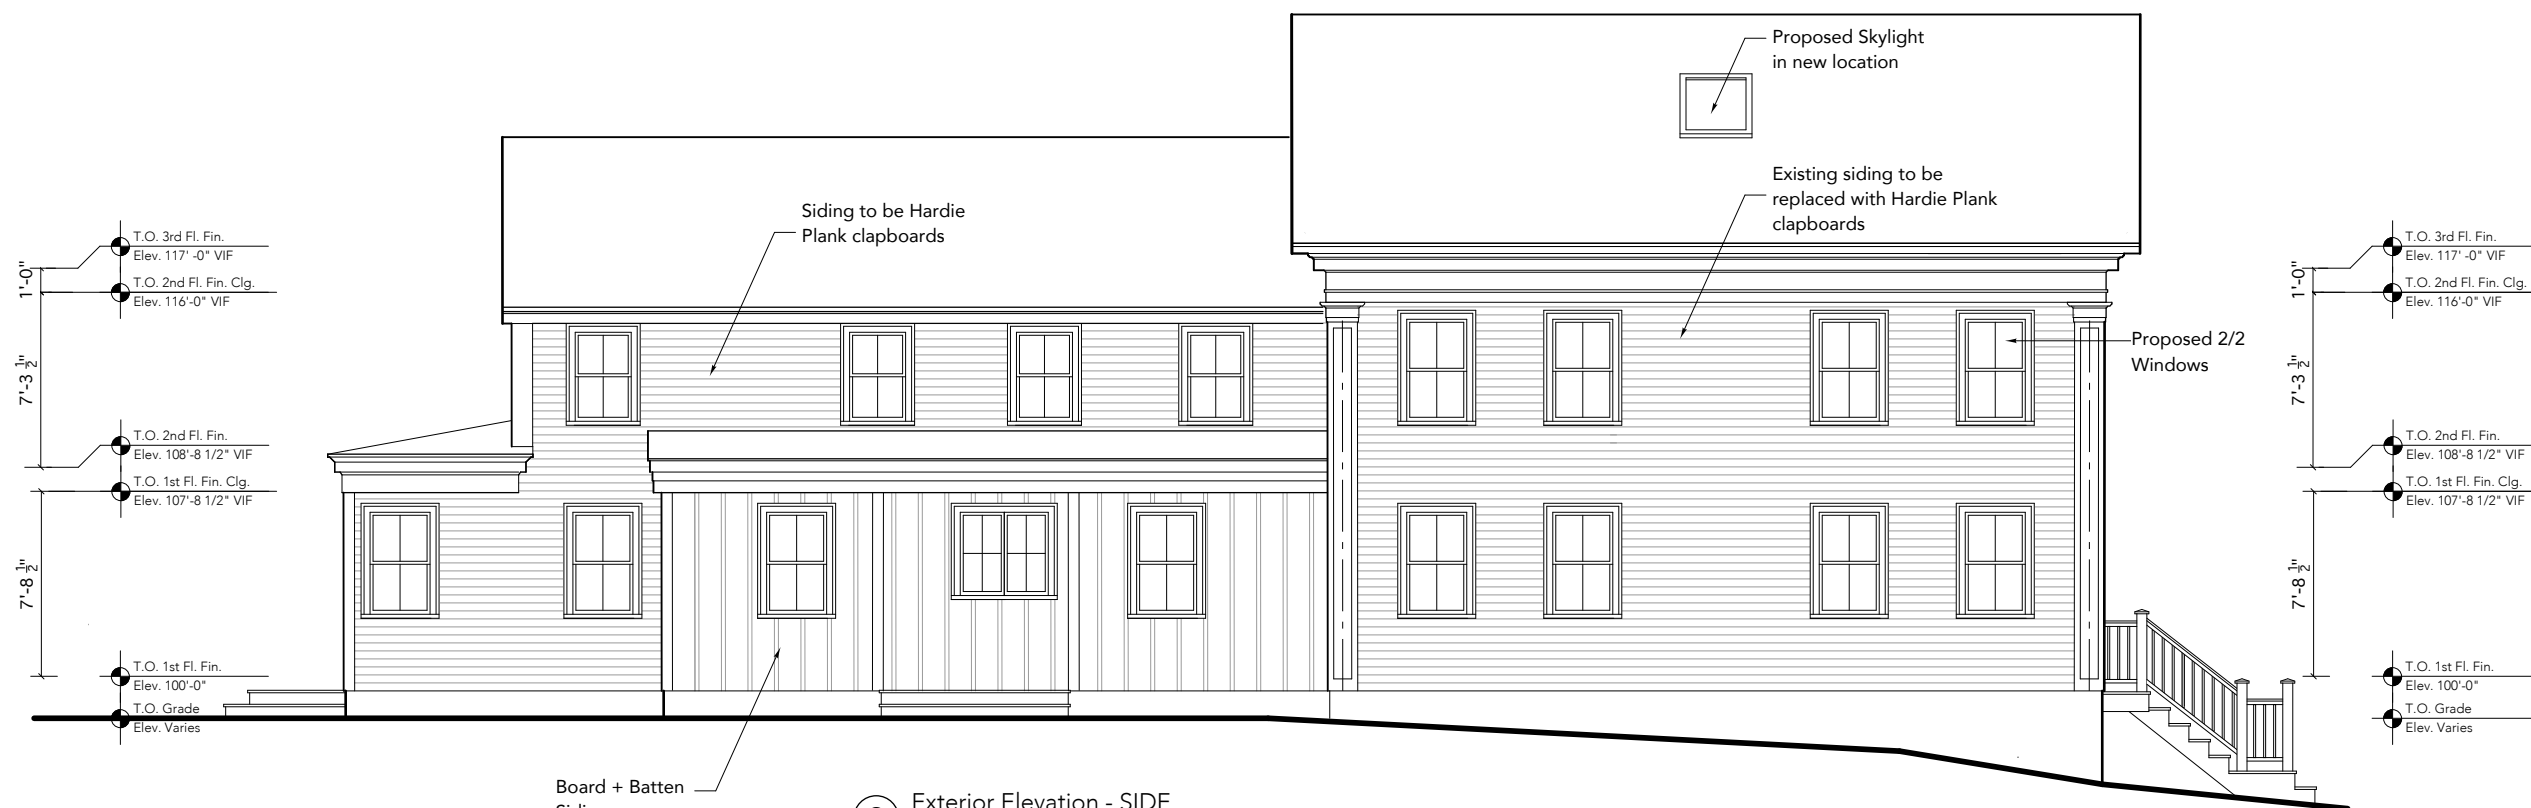 Proposed Skylight
in new location
Existing siding to be
replaced with Hardie Plank
clapboards
Siding to be Hardie
Plank clapboards
Proposed 2/2
Windows
T.O. 3rd Fl. Fin.
Elev. 117' -0" VIF
T.O. 2nd Fl. Fin. Clg.
Elev. 116'-0" VIF
T.O. 2nd Fl. Fin.
Elev. 108'-8 1/2" VIF
T.O. 1st Fl. Fin. Clg.
Elev. 107'-8 1/2" VIF
T.O. 1st Fl. Fin.
Elev. 100'-0"
T.O. Grade
Elev. Varies
1'-0"
7'-3 1/2"
7'-8 1/2"
T.O. 3rd Fl. Fin.
Elev. 117' -0" VIF
T.O. 2nd Fl. Fin. Clg.
Elev. 116'-0" VIF
T.O. 2nd Fl. Fin.
Elev. 108'-8 1/2" VIF
T.O. 1st Fl. Fin. Clg.
Elev. 107'-8 1/2" VIF
T.O. 1st Fl. Fin.
Elev. 100'-0"
T.O. Grade
Elev. Varies
1'-0"
7'-3 1/2"
7'-8 1/2"
Board + Batten
Siding
Exterior Elevation - SIDE